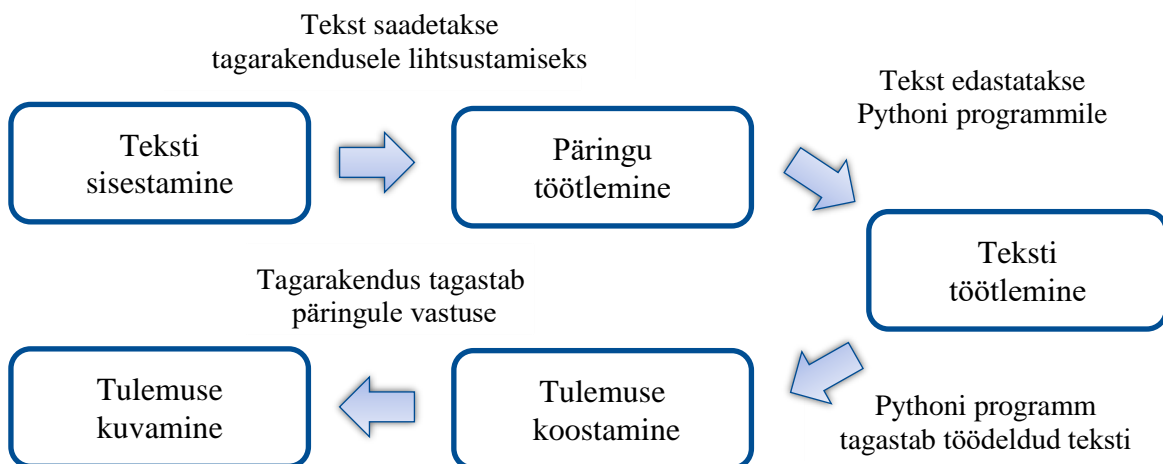 Tekst saadetakse
tagarakendusele lihtsustamiseks
Teksti
sisestamine
Päringu
töötlemine
Tekst edastatakse
Pythoni programmile
Teksti
töötlemine
Pythoni programm
tagastab töödeldud teksti
Tulemuse
koostamine
Tagarakendus tagastab
päringule vastuse
Tulemuse
kuvamine